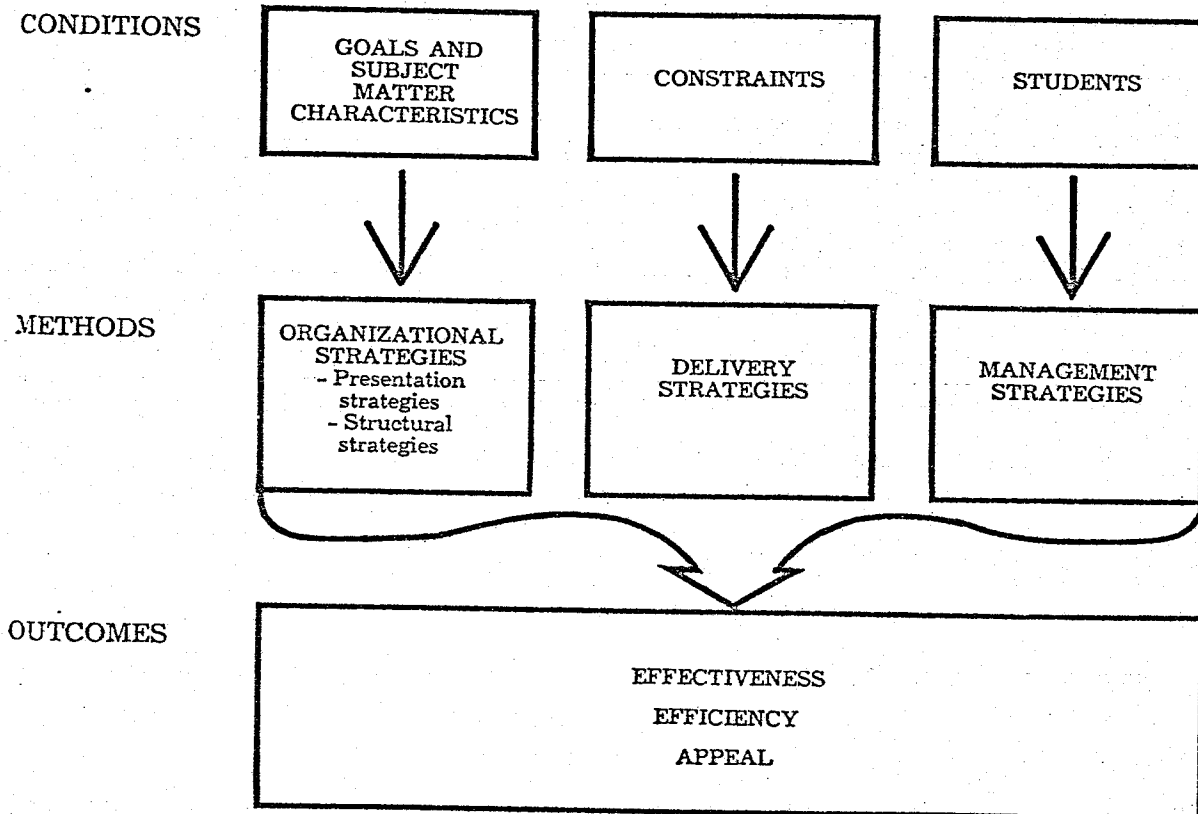 CONDITIONS
GOALS AND
SUBJECT
MATTER
CHARACTERISTICS
CONSTRAINTS
STUDENTS
METHODS
ORGANIZATIONAL
STRATEGIES
- Presentation
strategies
- Structural
strategies
DELIVERY
STRATEGIES
MANAGEMENT
STRATEGIES
OUTCOMES
EFFECTIVENESS
EFFICIENCY
APPEAL